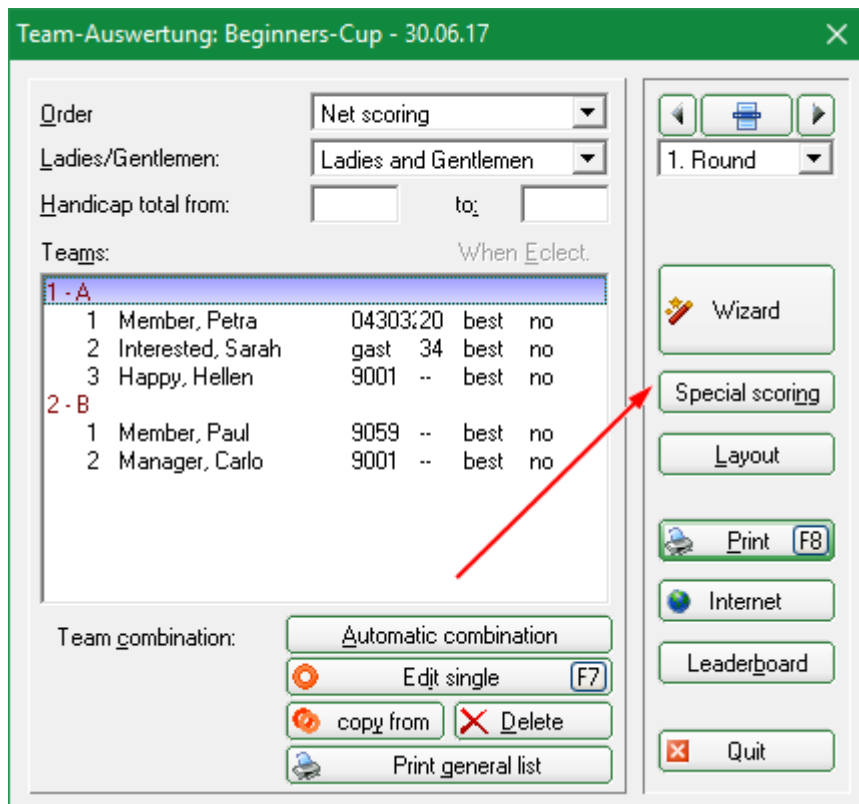 Team-Auswertung: Beginners-Cup - 30.06.17
Order Net scoring
Ladies/Gentlemen: Ladies and Gentlemen
Handicap total from: to:
Teams: When Eclect.
1 - A
1 Member, Petra 04303220 best no
2 Interested, Sarah gast 34 best no
3 Happy, Hellen 9001 -- best no
2 - B
1 Member, Paul 9059 -- best no
2 Manager, Carlo 9001 -- best no
Team combination: Automatic combination
Edit single F7
copy from Delete
Print general list
1. Round
Wizard
Special scoring
Layout
Print F8
Internet
Leaderboard
Quit